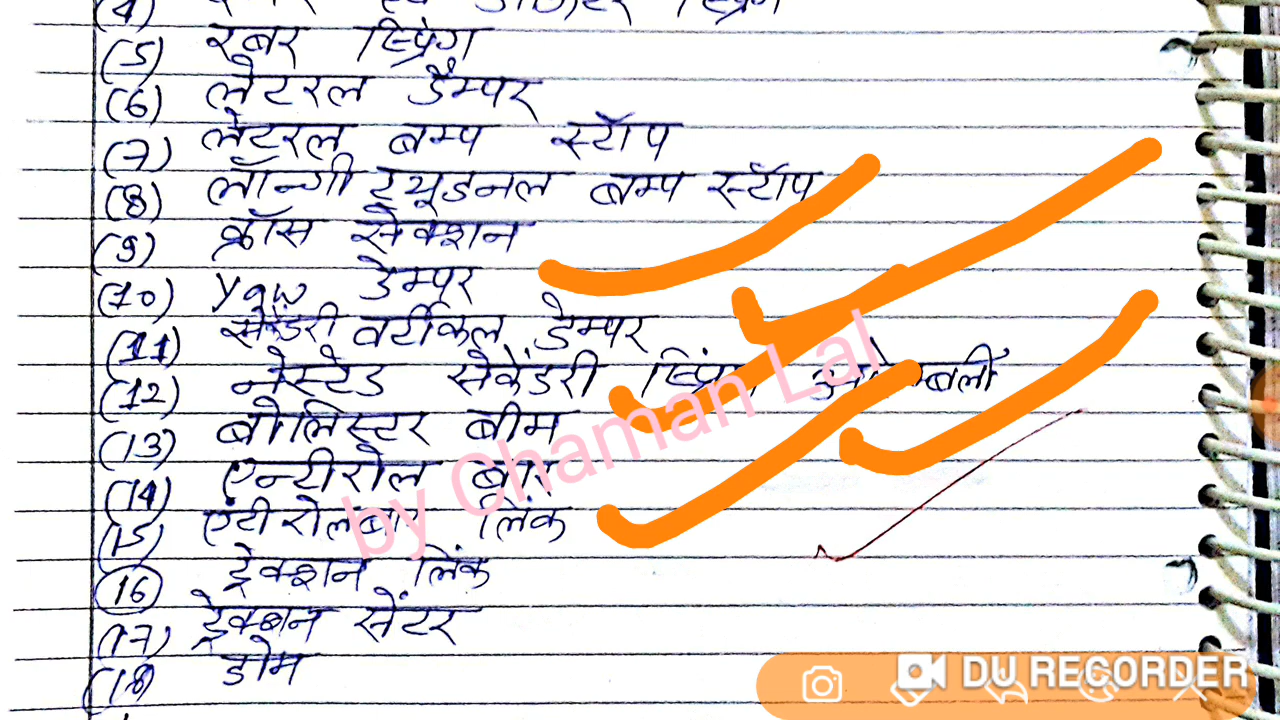 (4)
(5) रबर स्प्रिंग
(6) लेटरल डैम्पर
(7) लेटरल बम्प स्टॉप
(8) लॉन्गीट्यूडनल बम्प स्टॉप
(9) क्रॉस सेक्शन
(10) Yaw डेम्पर
(11) सेकेंडरी वर्टीकल डेम्पर
(12) नेस्टेड सेकेंडरी स्प्रिंग
(13) बोलिस्टर बीम
(14) एन्टीरोल बार
(15) एंटीरोलबार लिंक
(16) ट्रेक्शन लिंक
(17) ट्रेक्शन सेंटर
(18) डोम
by Chaman Lal
DU RECORDER